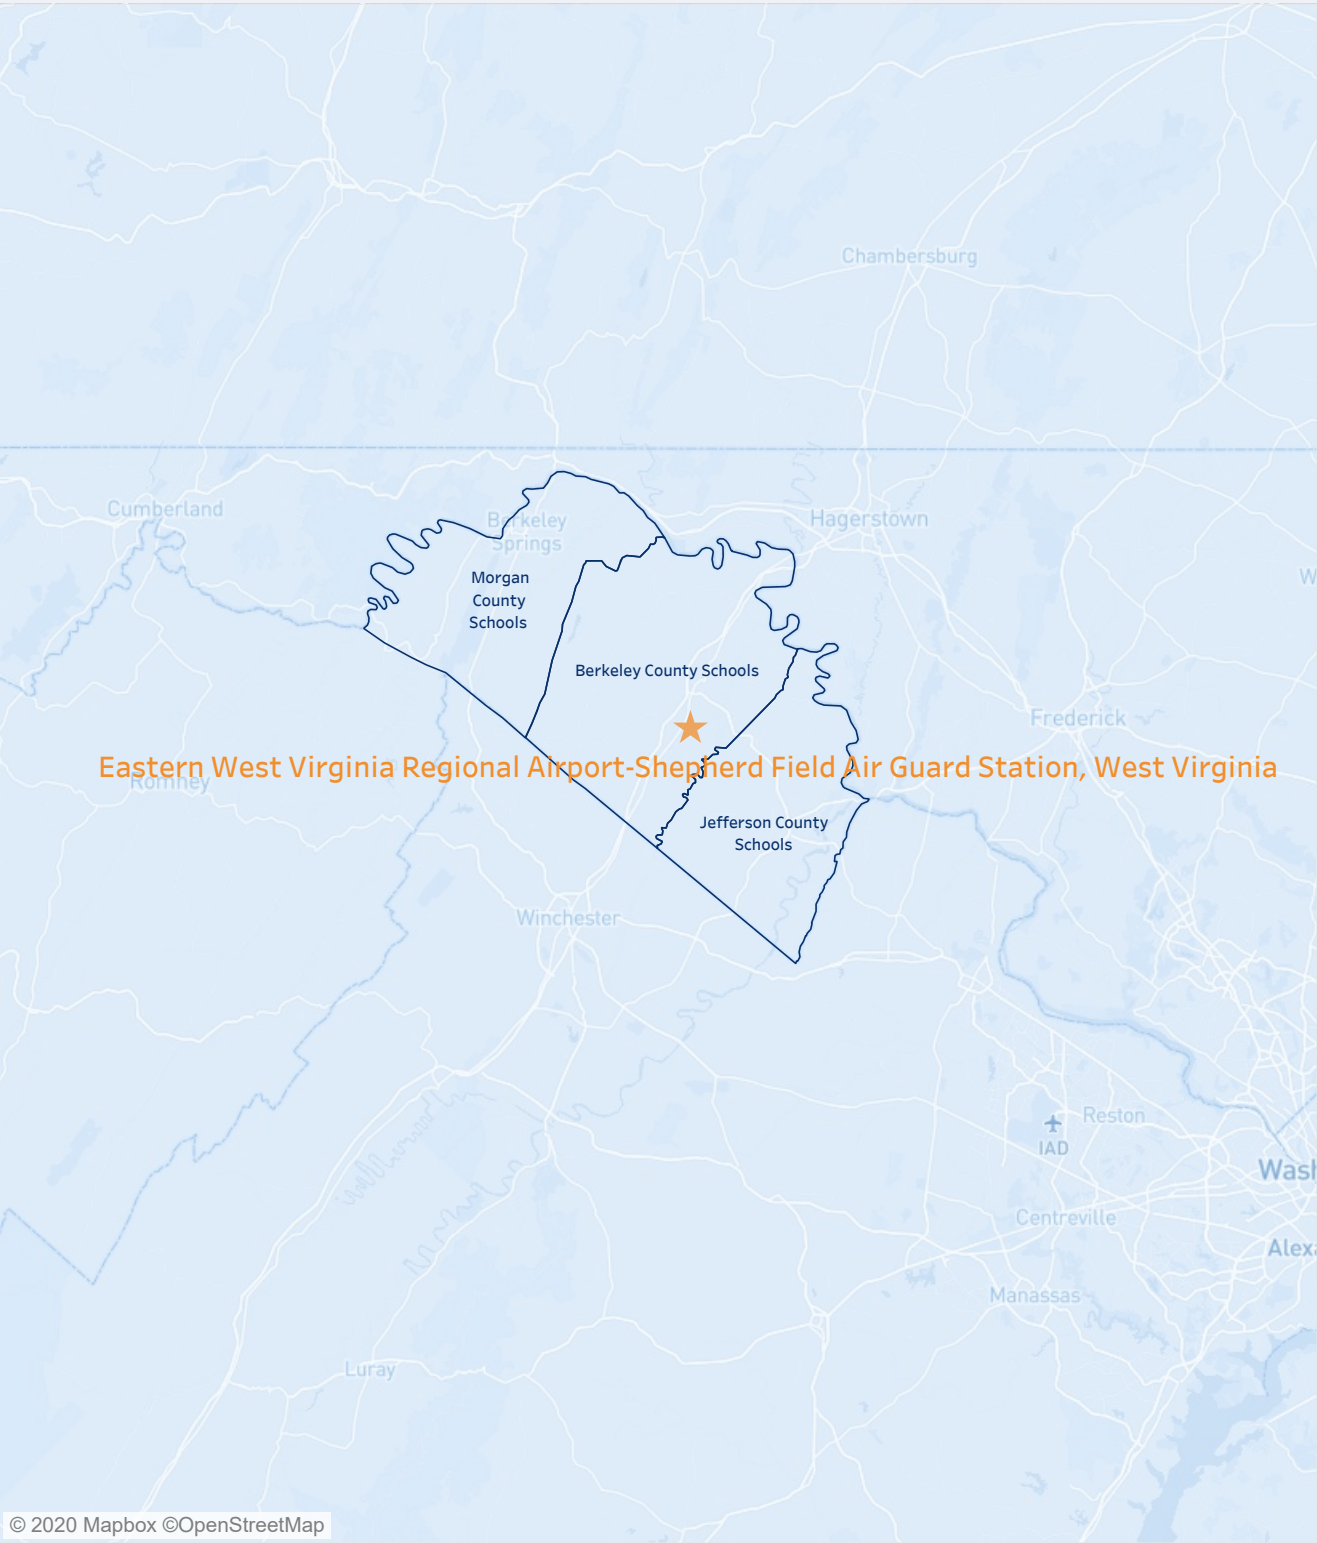 Chambersburg
Cumberland
Berkeley
Springs
Hagerstown
Morgan
County
Schools
Berkeley County Schools
Frederick
Eastern West Virginia Regional Airport-Shepherd Field Air Guard Station, West Virginia
Romney
Jefferson County
Schools
Winchester
Reston
IAD
Wash
Centreville
Alexa
Manassas
Luray
© 2020 Mapbox ©OpenStreetMap